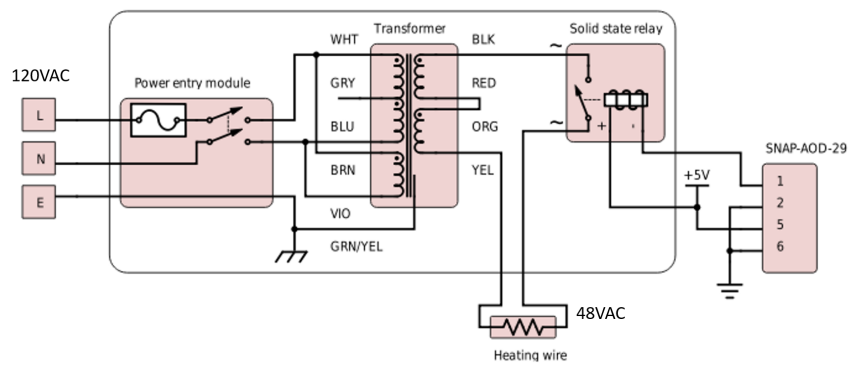 Transformer
Solid state relay
WHT
BLK
~
120VAC
Power entry module
GRY
RED
L
BLU
ORG
~
+ -
N
SNAP-AOD-29
BRN
YEL
+5V
1
E
2
VIO
5
GRN/YEL
6
48VAC
Heating wire